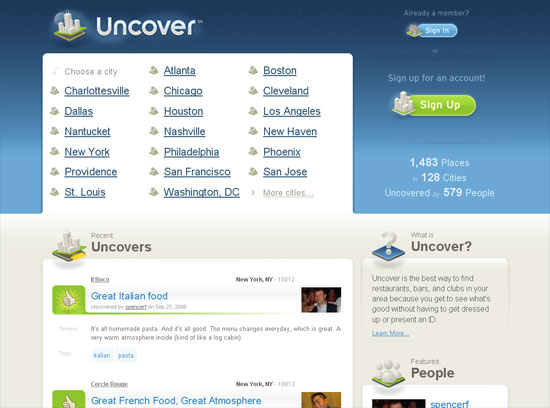 Uncover SM
Already a member?
Sign In
or
Sign up for an account!
Sign Up
1,483 Places
in 128 Cities
Uncovered by 579 People
Choose a city
Atlanta
Boston
Charlottesville
Chicago
Cleveland
Dallas
Houston
Los Angeles
Nantucket
Nashville
New Haven
New York
Philadelphia
Phoenix
Providence
San Francisco
San Jose
St. Louis
Washington, DC
More cities...
Recent
Uncovers
Il Buco
New York, NY - 10012
Great Italian food
Uncovered by spencerf on Sep 25, 2008
Review:
It's all homemade pasta. And it's all good. The menu changes everyday, which is great. A
very warm atmosphere inside (kind of like a log cabin)
Tags:
italian
pasta
Cercle Rouge
New York, NY - 10013
Great French Food, Great Atmosphere
What is
Uncover?
Uncover is the best way to find
restaurants, bars, and clubs in your
area because you get to see what's
good without having to get dressed
up or present an ID.
Learn More...
Featured
People
spencerf